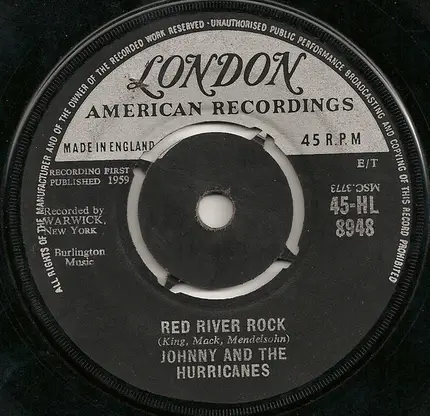 ALL RIGHTS OF THE MANUFACTURER AND OF THE OWNER OF THE RECORDED WORK RESERVED · UNAUTHORISED PUBLIC PERFORMANCE BROADCASTING AND COPYING OF THIS RECORD PROHIBITED
LONDON
AMERICAN RECORDINGS
MADE IN ENGLAND
45 R.P.M
E/T
RECORDING FIRST
PUBLISHED 1959
MSC.3773
Recorded by
WARWICK,
NEW YORK
45-HL
8948
Burlington
Music
RED RIVER ROCK
(King, Mack, Mendelsohn)
JOHNNY AND THE
HURRICANES